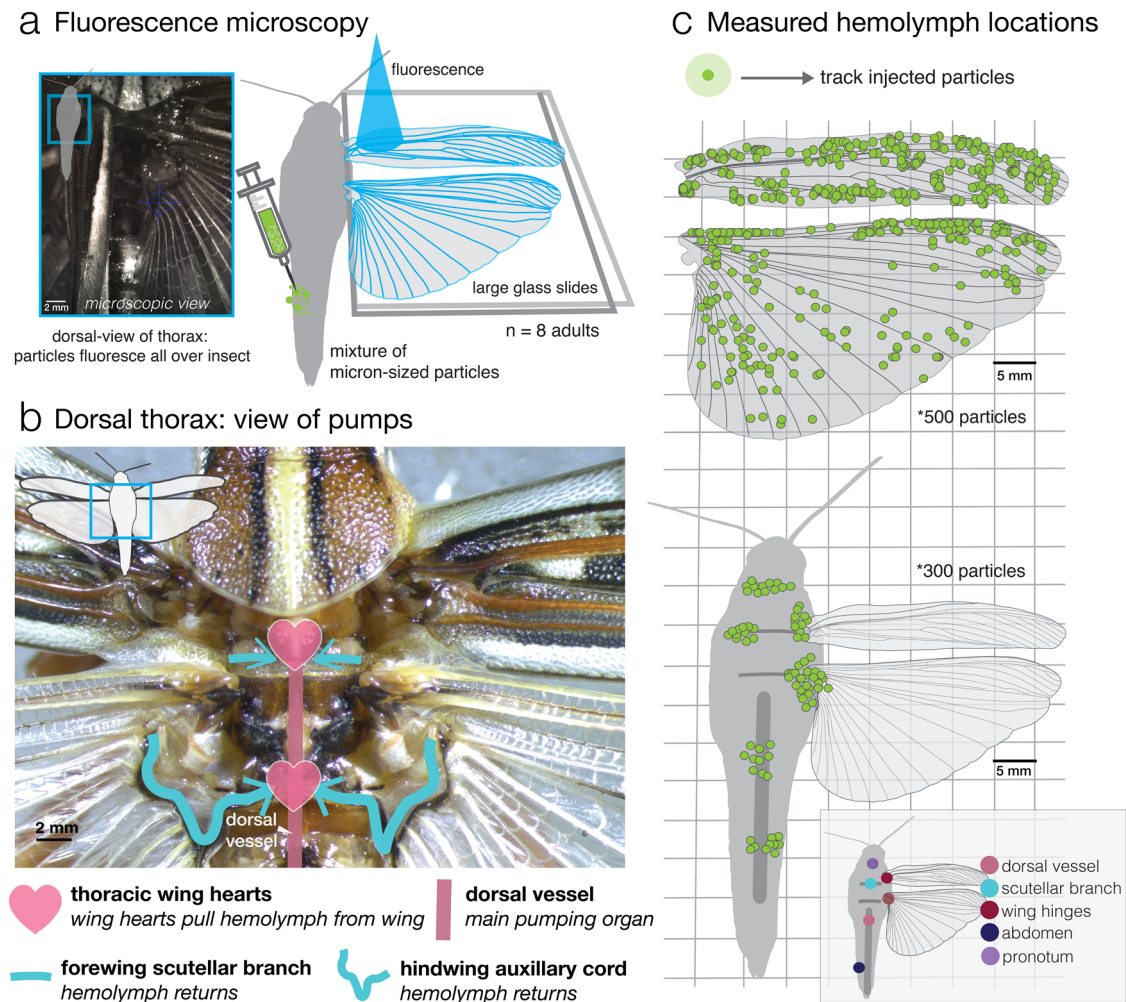 a Fluorescence microscopy
fluorescence
microscopic view
2 mm
large glass slides
n = 8 adults
dorsal-view of thorax:
particles fluoresce all over insect
mixture of
micron-sized particles
b Dorsal thorax: view of pumps
dorsal
vessel
2 mm
thoracic wing hearts
wing hearts pull hemolymph from wing
dorsal vessel
main pumping organ
forewing scutellar branch
hemolymph returns
hindwing auxillary cord
hemolymph returns
c Measured hemolymph locations
track injected particles
5 mm
*500 particles
*300 particles
5 mm
dorsal vessel
scutellar branch
wing hinges
abdomen
pronotum